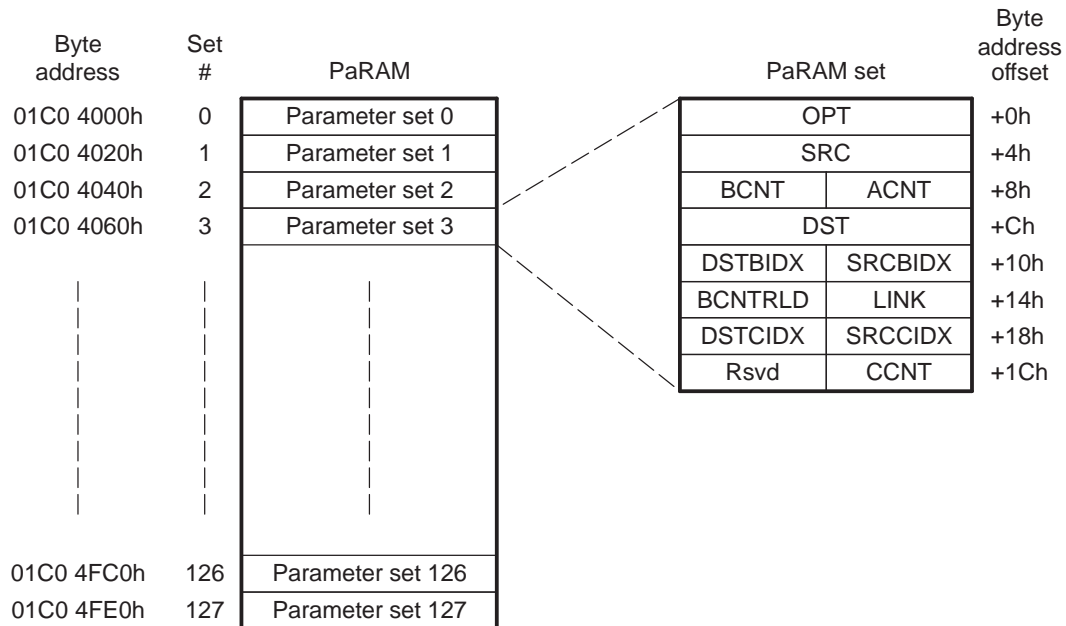 Byte address
Set #
PaRAM
PaRAM set
Byte address offset
01C0 4000h 0 Parameter set 0
01C0 4020h 1 Parameter set 1
01C0 4040h 2 Parameter set 2
01C0 4060h 3 Parameter set 3
01C0 4FC0h 126 Parameter set 126
01C0 4FE0h 127 Parameter set 127
OPT +0h
SRC +4h
BCNT ACNT +8h
DST +Ch
DSTBIDX SRCBIDX +10h
BCNTRLD LINK +14h
DSTCIDX SRCCIDX +18h
Rsvd CCNT +1Ch